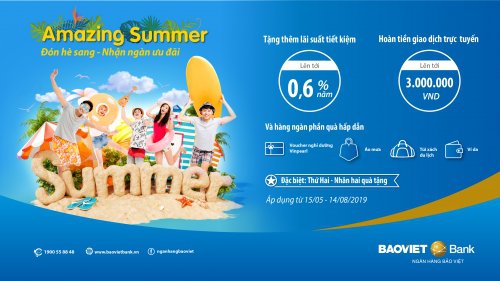 Amazing Summer
Đón hè sang - Nhận ngàn ưu đãi
Summer
Tặng thêm lãi suất tiết kiệm
Lên tới
0,6 %
năm
Hoàn tiền giao dịch trực tuyến
Lên tới
3.000.000
VND
Và hàng ngàn phần quà hấp dẫn
Voucher nghỉ dưỡng
Vinpearl
Áo mưa
Túi xách
du lịch
Ví da
Đặc biệt: Thứ Hai - Nhân hai quà tặng
Áp dụng từ 15/05 - 14/08/2019
1900 55 88 48
www.baovietbank.vn
nganhangbaoviet
BAOVIET Bank
NGÂN HÀNG BẢO VIỆT